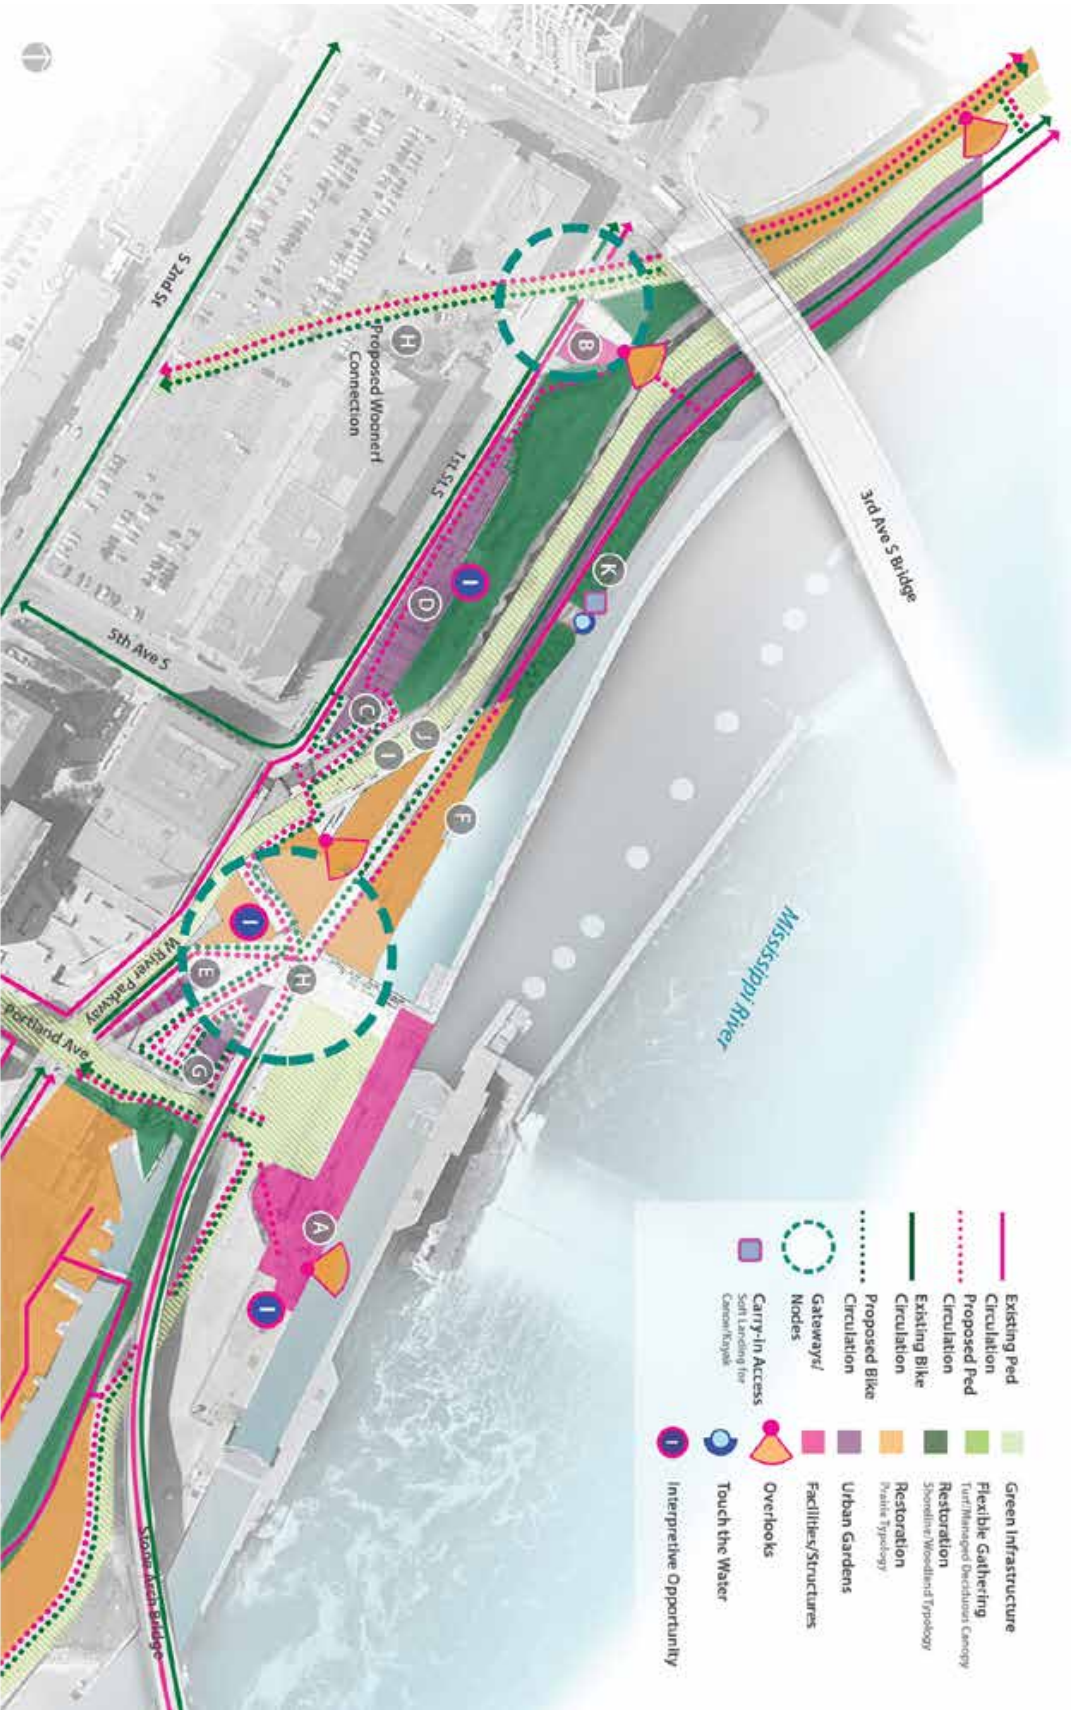 S 2nd St
Proposed Woonerf
Connection
H
B
1st St S
3rd Ave S Bridge
K
I
D
5th Ave S
C
J
I
F
Mississippi River
I
E
H
W River Parkway
Portland Ave
G
A
I
Stone Arch Bridge
Existing Ped
Circulation
Proposed Ped
Circulation
Existing Bike
Circulation
Proposed Bike
Circulation
Gateways/
Nodes
Carry-in Access
Soft Landing for
Canoe/Kayak
Green Infrastructure
Flexible Gathering
Turf/Managed Deciduous Canopy
Restoration
Shoreline/Woodland Typology
Restoration
Prairie Typology
Urban Gardens
Facilities/Structures
Overlooks
Touch the Water
I
Interpretive Opportunity